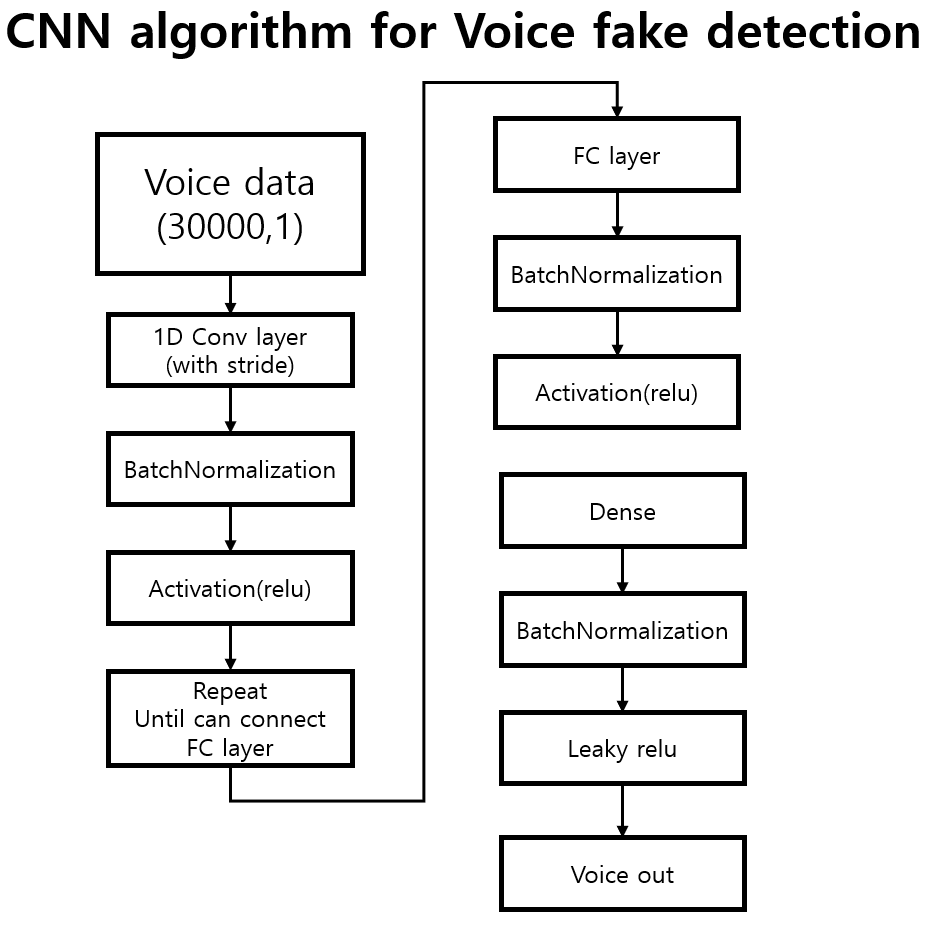 CNN algorithm for Voice fake detection
Voice data
(30000,1)
1D Conv layer
(with stride)
BatchNormalization
Activation(relu)
Repeat
Until can connect
FC layer
FC layer
BatchNormalization
Activation(relu)
Dense
BatchNormalization
Leaky relu
Voice out